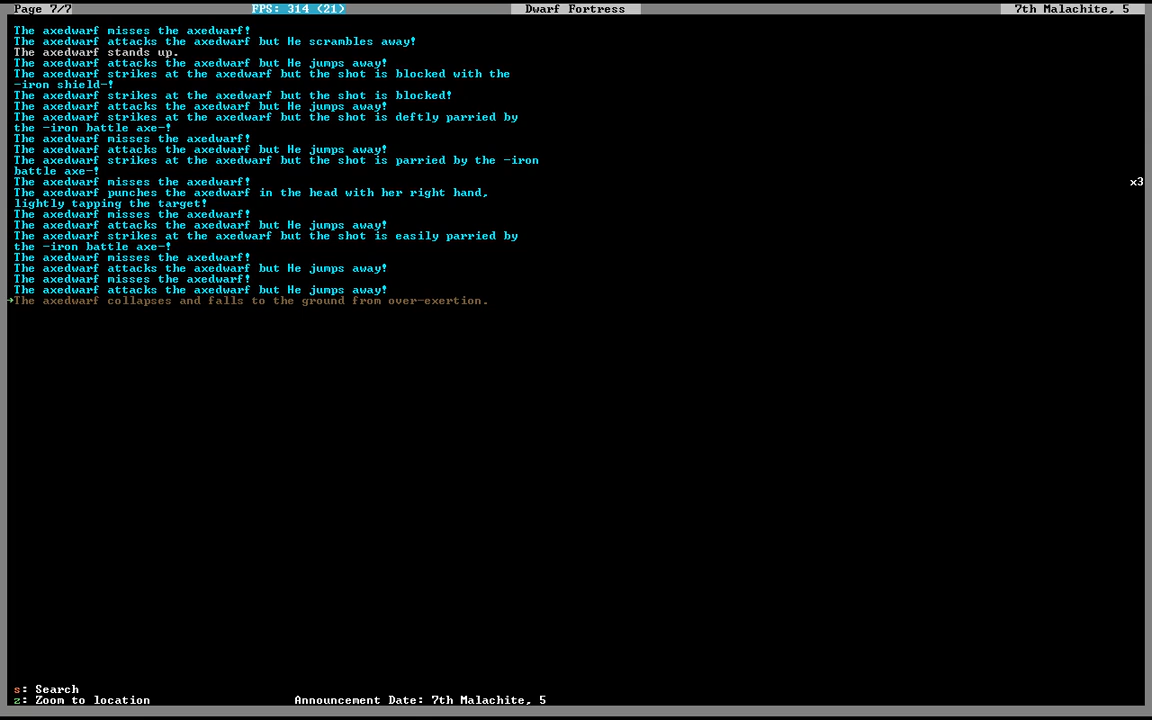 Page 7/7 FPS: 314 (21) Dwarf Fortress 7th Malachite, 5
The axedwarf misses the axedwarf!
The axedwarf attacks the axedwarf but He scrambles away!
The axedwarf stands up.
The axedwarf attacks the axedwarf but He jumps away!
The axedwarf strikes at the axedwarf but the shot is blocked with the
-iron shield-!
The axedwarf strikes at the axedwarf but the shot is blocked!
The axedwarf attacks the axedwarf but He jumps away!
The axedwarf strikes at the axedwarf but the shot is deftly parried by
the -iron battle axe-!
The axedwarf misses the axedwarf!
The axedwarf attacks the axedwarf but He jumps away!
The axedwarf strikes at the axedwarf but the shot is parried by the -iron
battle axe-!
The axedwarf misses the axedwarf! x3
The axedwarf punches the axedwarf in the head with her right hand,
lightly tapping the target!
The axedwarf misses the axedwarf!
The axedwarf attacks the axedwarf but He jumps away!
The axedwarf strikes at the axedwarf but the shot is easily parried by
the -iron battle axe-!
The axedwarf misses the axedwarf!
The axedwarf attacks the axedwarf but He jumps away!
The axedwarf misses the axedwarf!
The axedwarf attacks the axedwarf but He jumps away!
→The axedwarf collapses and falls to the ground from over-exertion.
s: Search
z: Zoom to location Announcement Date: 7th Malachite, 5